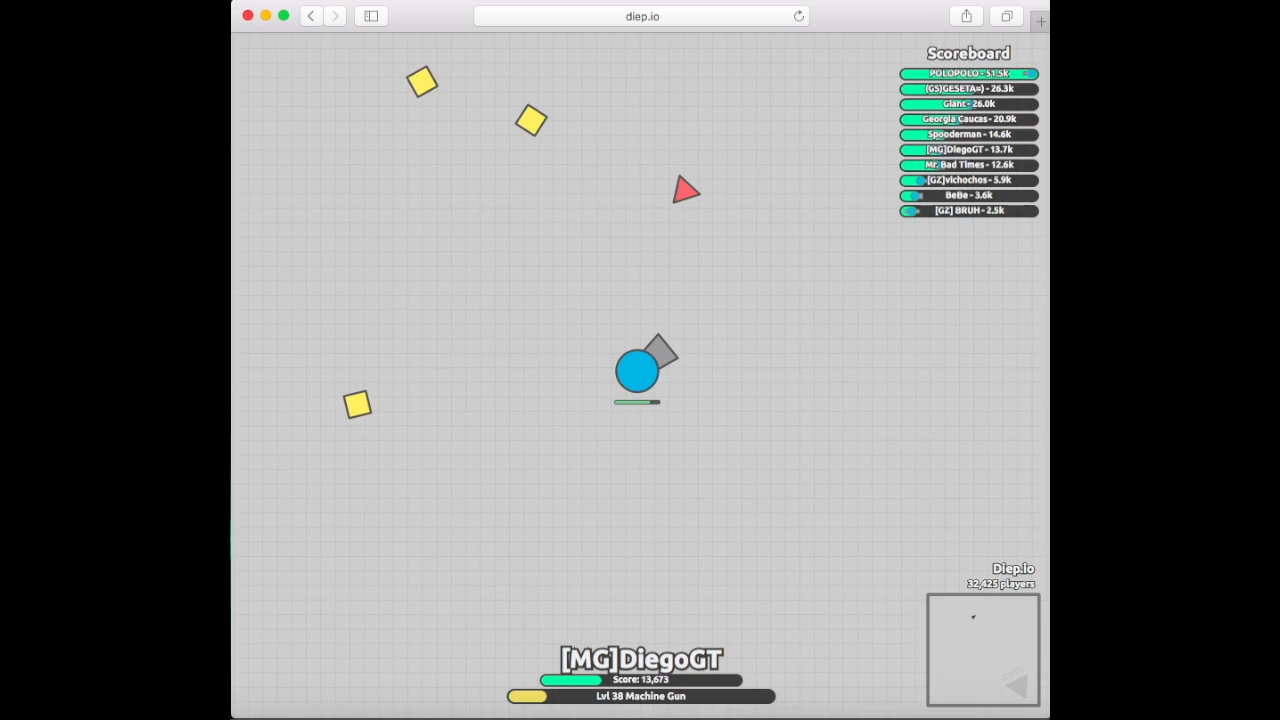 diep.io
Scoreboard
POLOPOLO - 51.5k
(GS)GESETA=) - 26.3k
Giant - 26.0k
Georgia Caucas - 20.9k
Spooderman - 14.6k
[MG]DiegoGT - 13.7k
Mr. Bad Times - 12.6k
[GZ]vichochos - 5.9k
BeBe - 3.6k
[GZ] BRUH - 2.5k
Diep.io
32,425 players
[MG]DiegoGT
Score: 13,673
Lvl 38 Machine Gun